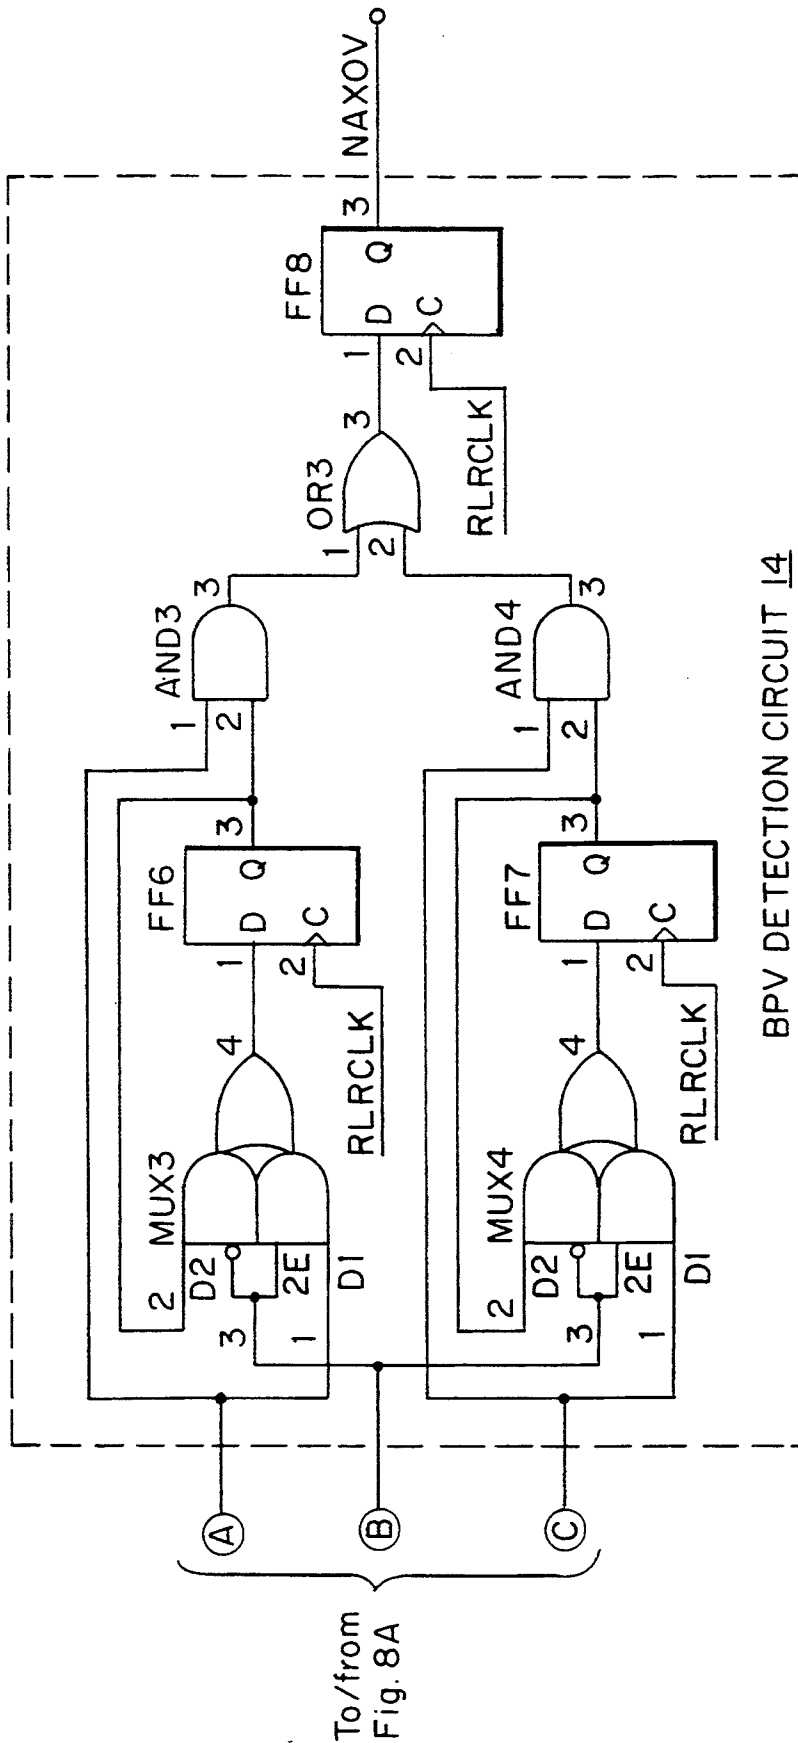 To/from
Fig. 8A
A
B
C
MUX3
2
D2
3
2E
1
D1
4
FF6
1
D
Q
3
2
C
RLRCLK
AND3
1
2
3
MUX4
2
D2
3
2E
1
D1
4
FF7
1
D
Q
3
2
C
RLRCLK
AND4
1
2
3
OR3
1
2
3
FF8
1
D
Q
3
2
C
RLRCLK
NAXOV
BPV DETECTION CIRCUIT 14